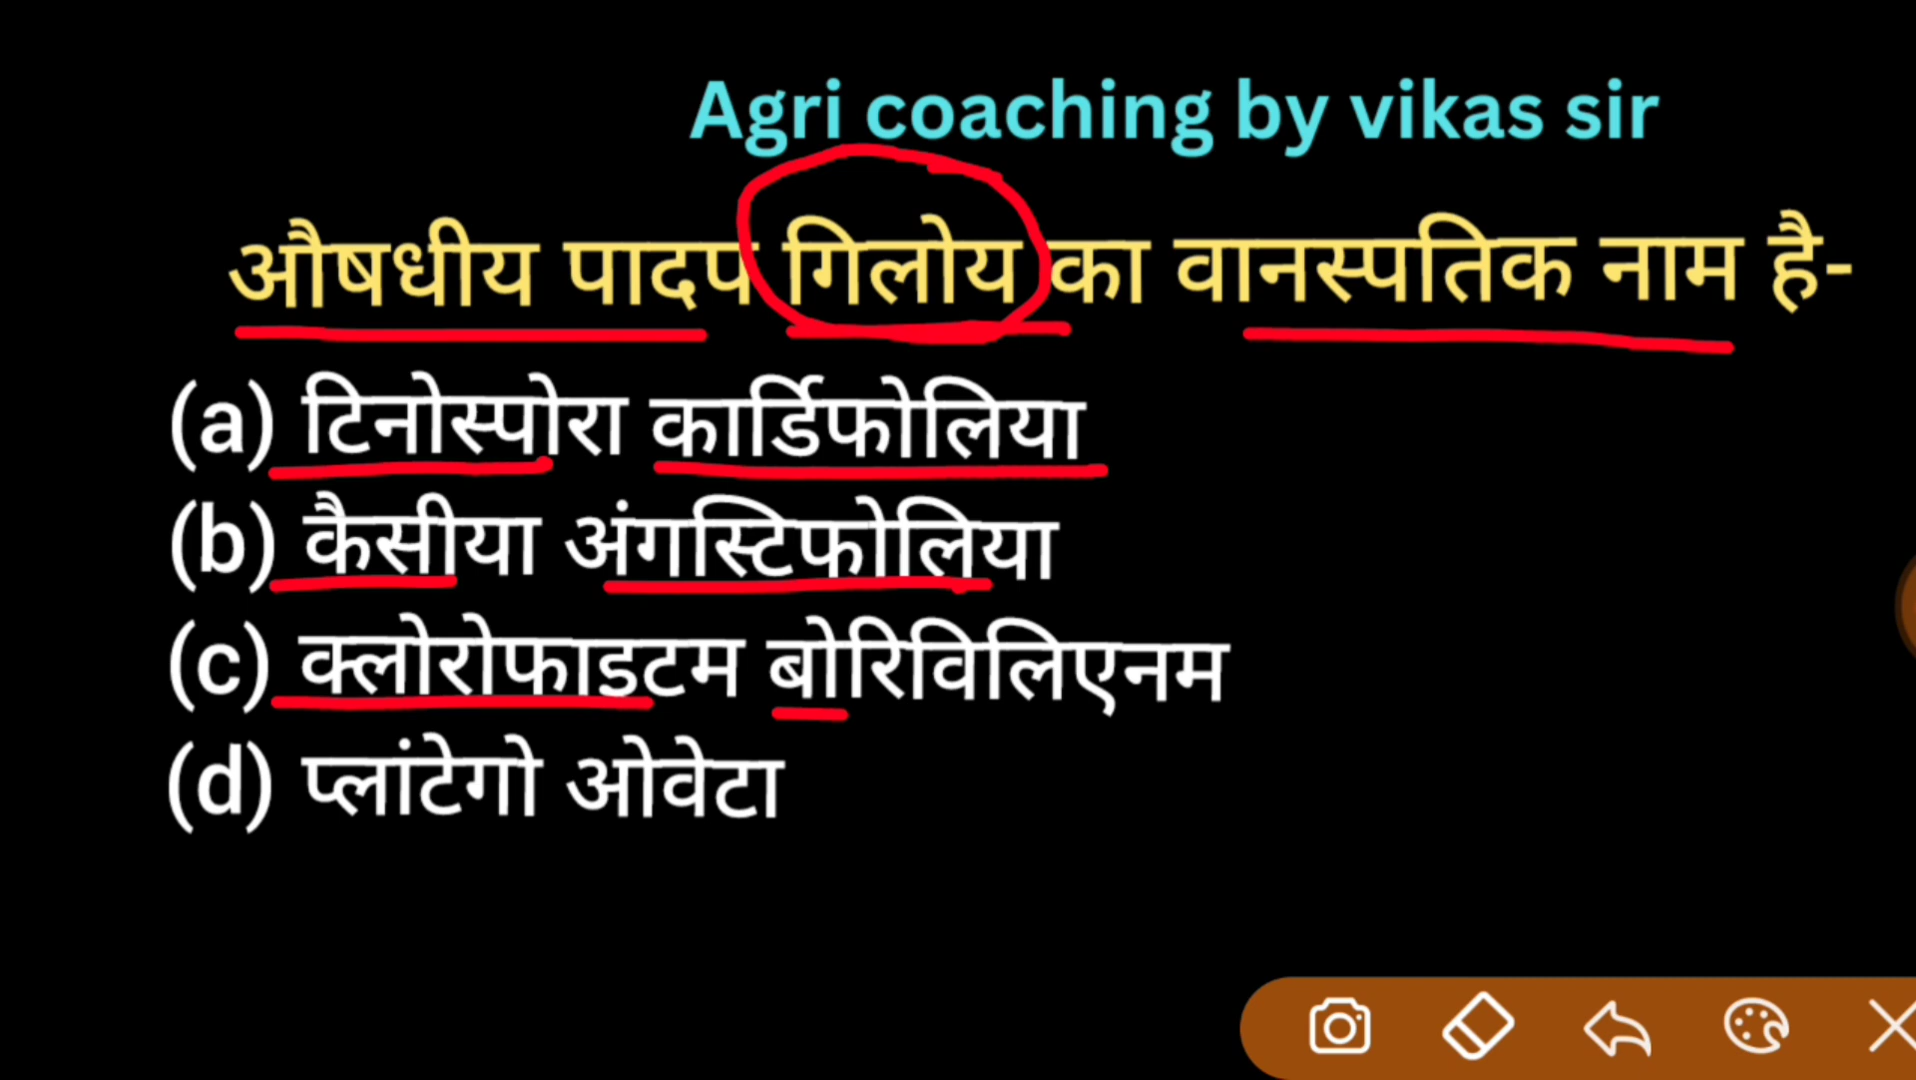 Agri coaching by vikas sir
औषधीय पादप गिलोय का वानस्पतिक नाम है-
(a) टिनोस्पोरा कार्डिफोलिया
(b) कैसीया अंगस्टिफोलिया
(c) क्लोरोफाइटम बोरिविलिएनम
(d) प्लांटेगो ओवेटा